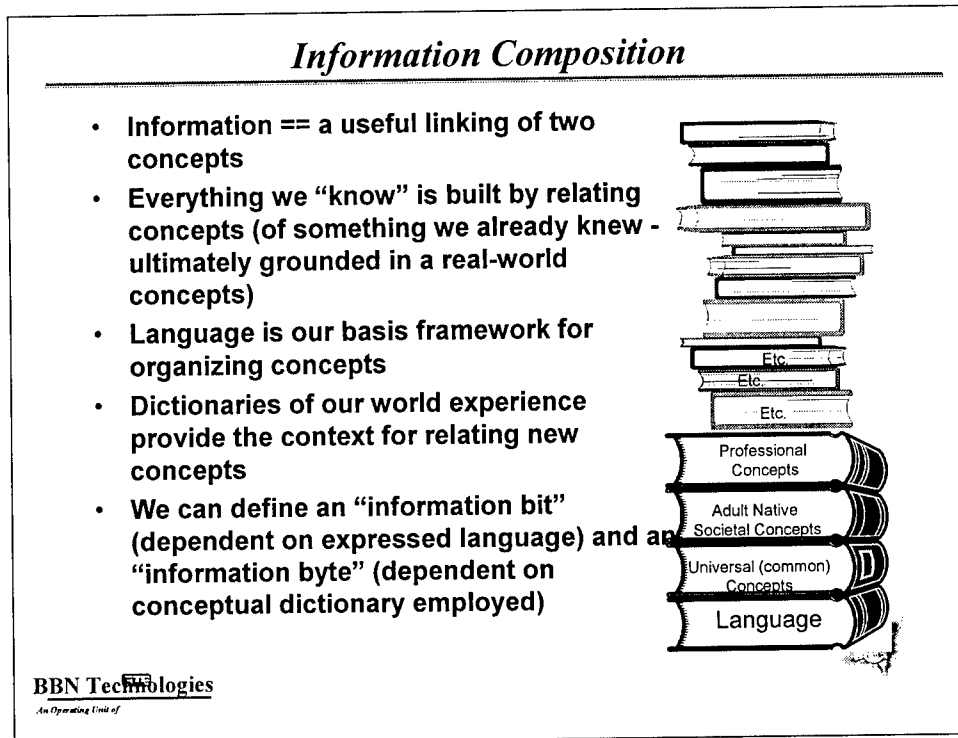 Information Composition
• Information == a useful linking of two
concepts
• Everything we “know” is built by relating
concepts (of something we already knew -
ultimately grounded in a real-world
concepts)
• Language is our basis framework for
organizing concepts
• Dictionaries of our world experience
provide the context for relating new
concepts
• We can define an “information bit”
(dependent on expressed language) and an
“information byte” (dependent on
conceptual dictionary employed)
Etc.
Etc.
Etc.
Professional
Concepts
Adult Native
Societal Concepts
Universal (common)
Concepts
Language
BBN Technologies
An Operating Unit of